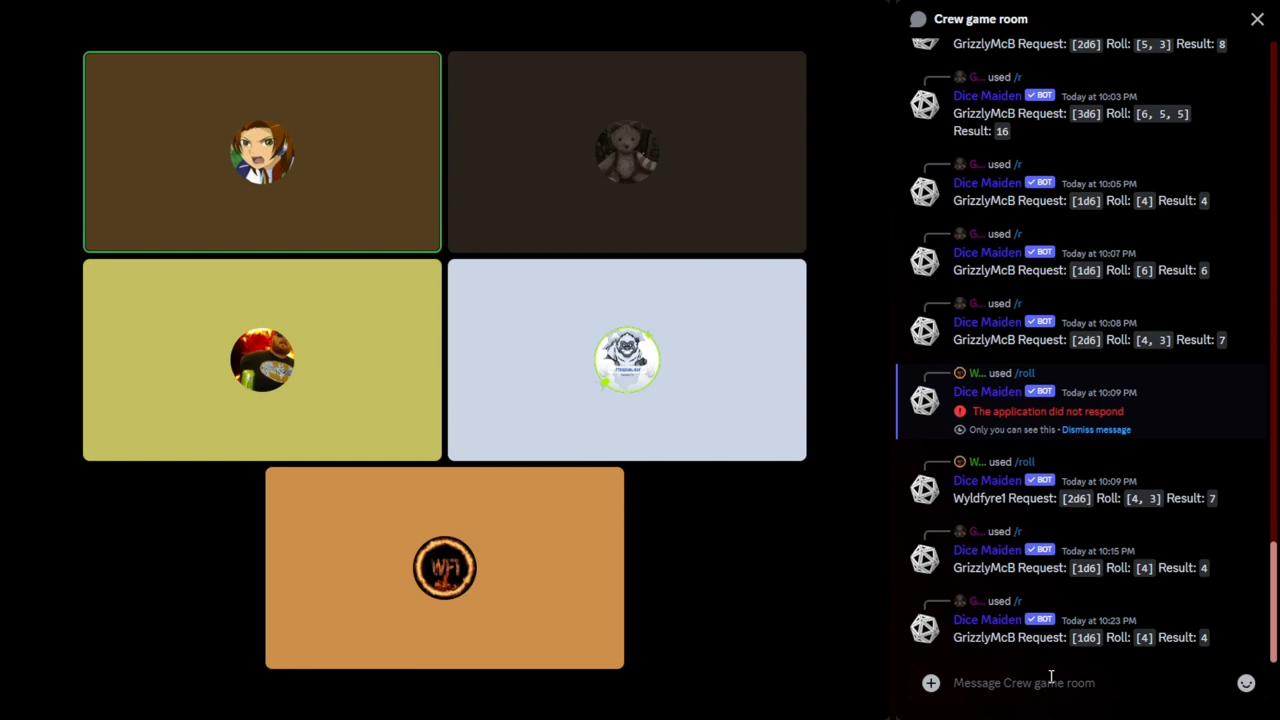 Crew game room
GrizzlyMcB Request: [2d6] Roll: [5, 3] Result: 8
G... used /r
Dice Maiden ✓ BOT Today at 10:03 PM
GrizzlyMcB Request: [3d6] Roll: [6, 5, 5]
Result: 16
G... used /r
Dice Maiden ✓ BOT Today at 10:05 PM
GrizzlyMcB Request: [1d6] Roll: [4] Result: 4
G... used /r
Dice Maiden ✓ BOT Today at 10:07 PM
GrizzlyMcB Request: [1d6] Roll: [6] Result: 6
G... used /r
Dice Maiden ✓ BOT Today at 10:08 PM
GrizzlyMcB Request: [2d6] Roll: [4, 3] Result: 7
W... used /roll
Dice Maiden ✓ BOT Today at 10:09 PM
The application did not respond
Only you can see this • Dismiss message
W... used /roll
Dice Maiden ✓ BOT Today at 10:09 PM
Wyldfyre1 Request: [2d6] Roll: [4, 3] Result: 7
G... used /r
Dice Maiden ✓ BOT Today at 10:15 PM
GrizzlyMcB Request: [1d6] Roll: [4] Result: 4
G... used /r
Dice Maiden ✓ BOT Today at 10:23 PM
GrizzlyMcB Request: [1d6] Roll: [4] Result: 4
Message Crew game room
WF1